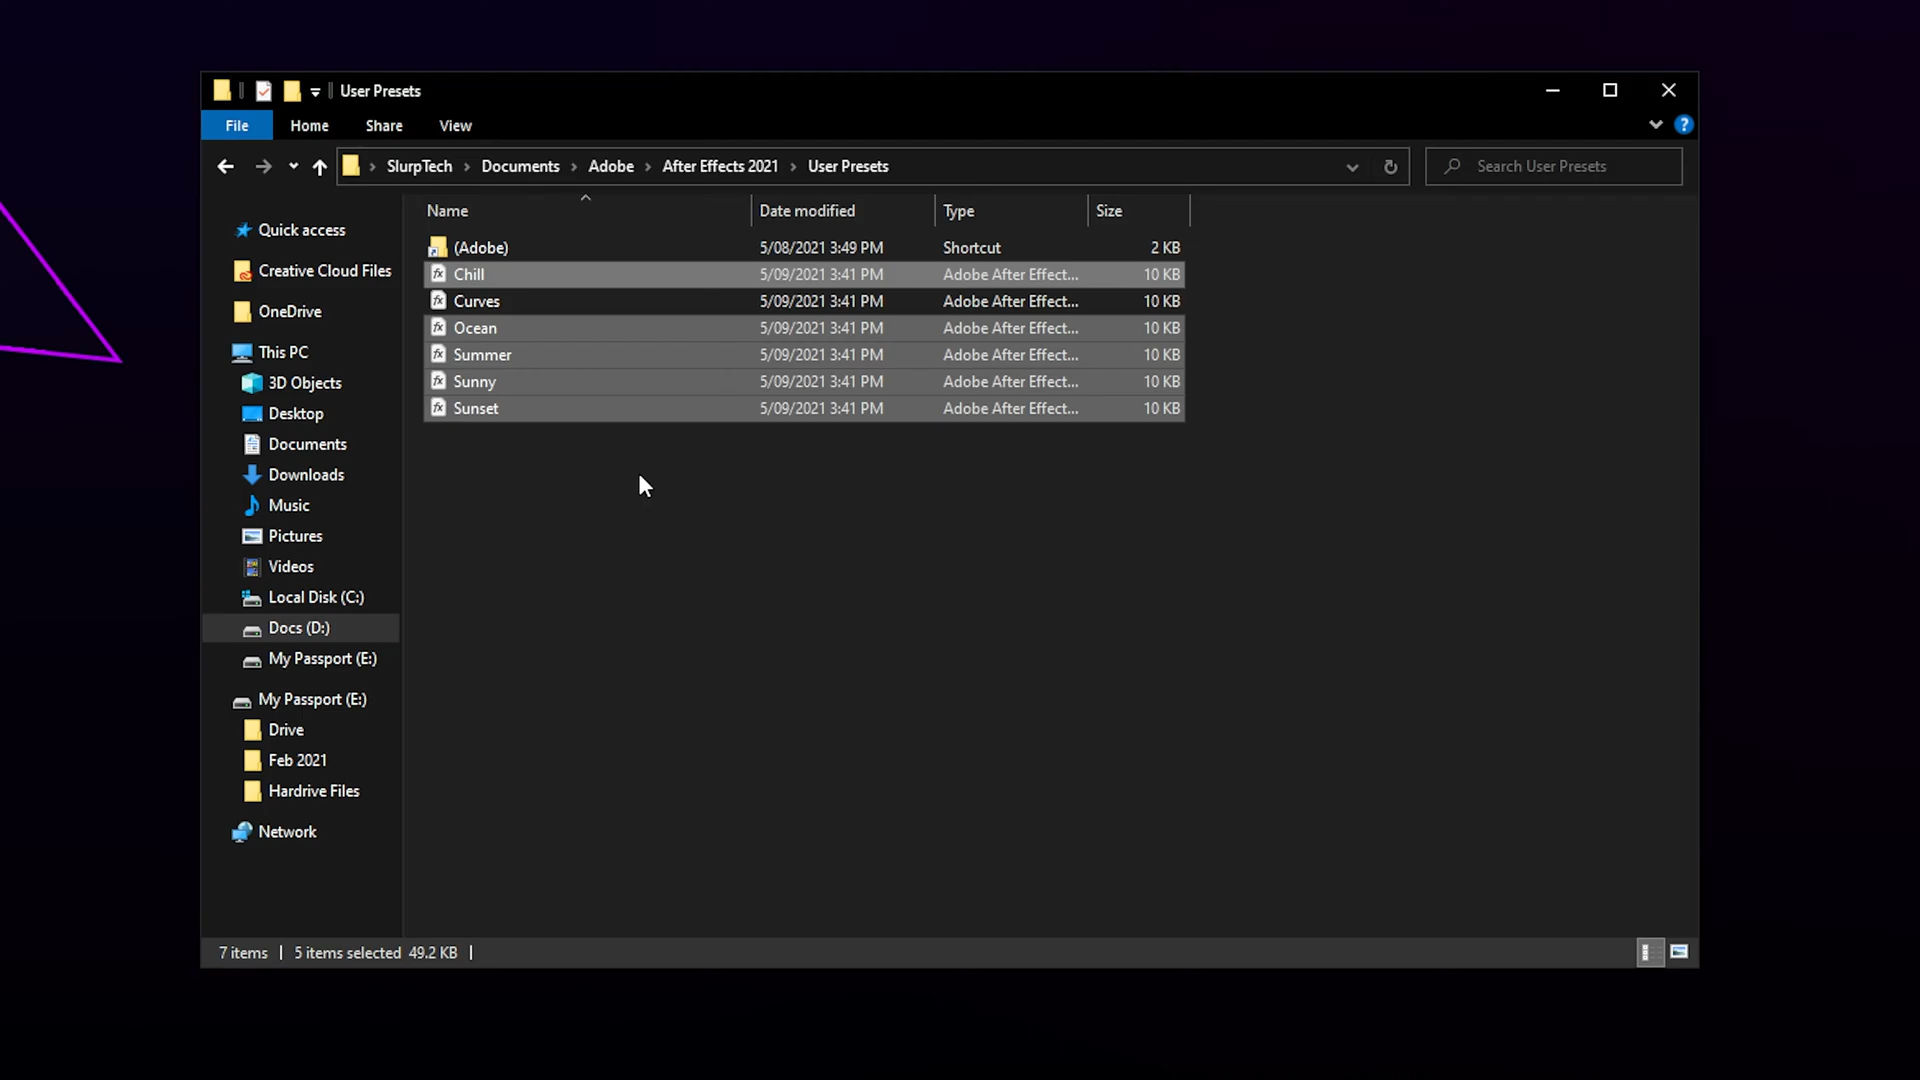 User Presets
File Home Share View
SlurpTech > Documents > Adobe > After Effects 2021 > User Presets
Search User Presets
Name Date modified Type Size
(Adobe) 5/08/2021 3:49 PM Shortcut 2 KB
Chill 5/09/2021 3:41 PM Adobe After Effect... 10 KB
Curves 5/09/2021 3:41 PM Adobe After Effect... 10 KB
Ocean 5/09/2021 3:41 PM Adobe After Effect... 10 KB
Summer 5/09/2021 3:41 PM Adobe After Effect... 10 KB
Sunny 5/09/2021 3:41 PM Adobe After Effect... 10 KB
Sunset 5/09/2021 3:41 PM Adobe After Effect... 10 KB
Quick access
Creative Cloud Files
OneDrive
This PC
3D Objects
Desktop
Documents
Downloads
Music
Pictures
Videos
Local Disk (C:)
Docs (D:)
My Passport (E:)
My Passport (E:)
Drive
Feb 2021
Hardrive Files
Network
7 items | 5 items selected 49.2 KB |